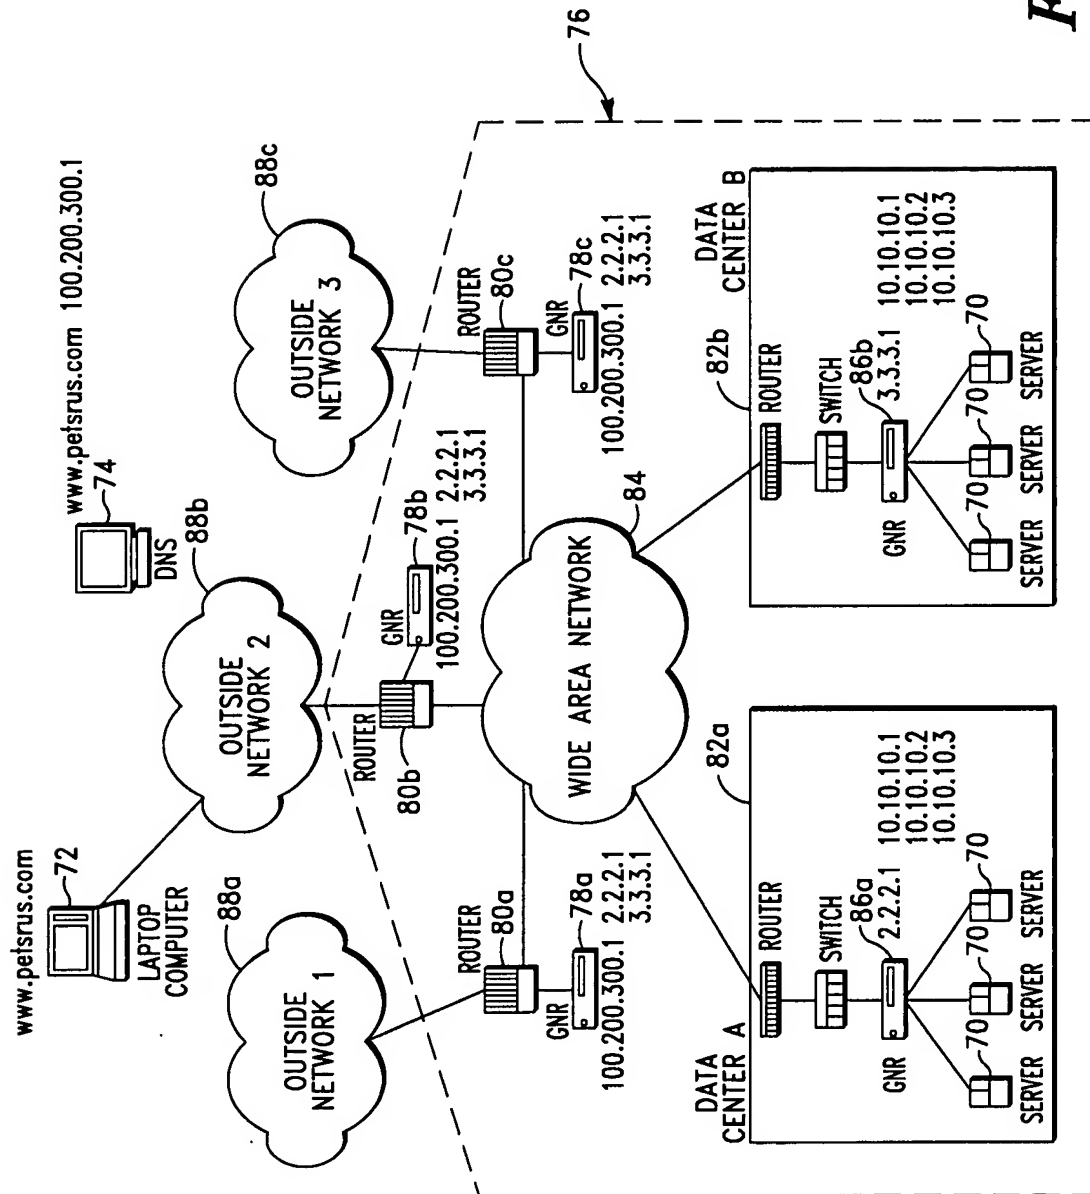 www.petsrus.com
72
LAPTOP
COMPUTER
www.petsrus.com 100.200.300.1
74
DNS
88a
OUTSIDE
NETWORK 1
88b
OUTSIDE
NETWORK 2
88c
OUTSIDE
NETWORK 3
76
ROUTER
80a
GNR
78a
100.200.300.1 2.2.2.1
3.3.3.1
ROUTER
80b
GNR
78b
100.200.300.1 2.2.2.1
3.3.3.1
ROUTER
80c
GNR
78c
100.200.300.1 2.2.2.1
3.3.3.1
WIDE AREA NETWORK
84
DATA
CENTER A
82a
ROUTER
SWITCH
86a
2.2.2.1
GNR
10.10.10.1
10.10.10.2
10.10.10.3
70
70
70
SERVER
SERVER
SERVER
DATA
CENTER B
82b
ROUTER
SWITCH
86b
3.3.3.1
GNR
10.10.10.1
10.10.10.2
10.10.10.3
70
70
70
SERVER
SERVER
SERVER